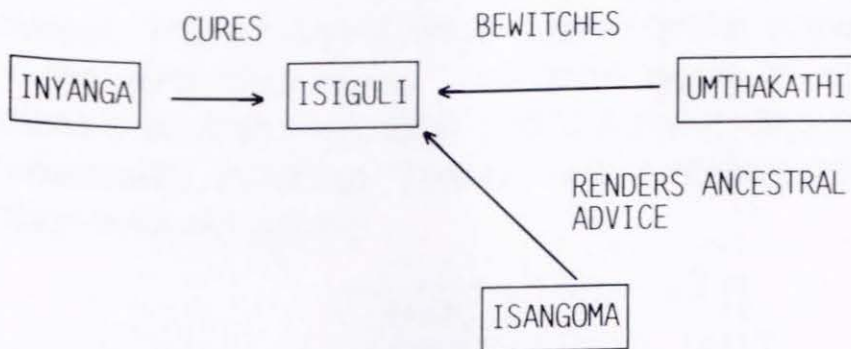 CURES
BEWITCHES
INYANGA
ISIGULI
UMTHAKATHI
RENDERS ANCESTRAL
ADVICE
ISANGOMA